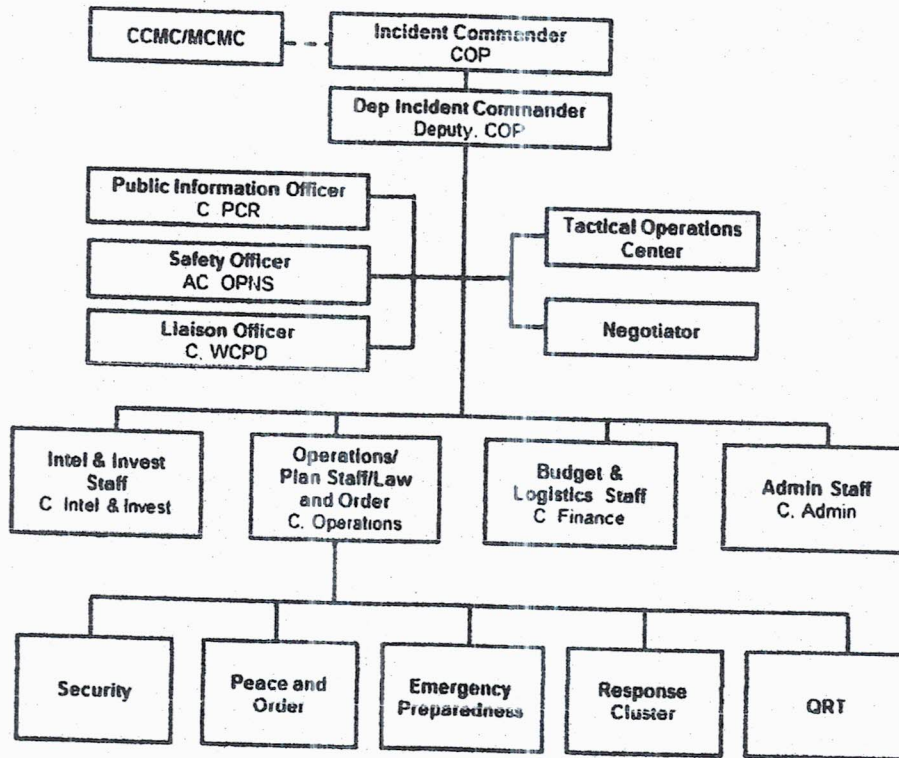 CCMC/MCMC
Incident Commander
COP
Dep Incident Commander
Deputy. COP
Public Information Officer
C PCR
Safety Officer
AC OPNS
Liaison Officer
C. WCPD
Tactical Operations
Center
Negotiator
Intel & Invest
Staff
C Intel & Invest
Operations/
Plan Staff/Law
and Order
C. Operations
Budget &
Logistics Staff
C Finance
Admin Staff
C. Admin
Security
Peace and
Order
Emergency
Preparedness
Response
Cluster
QRT